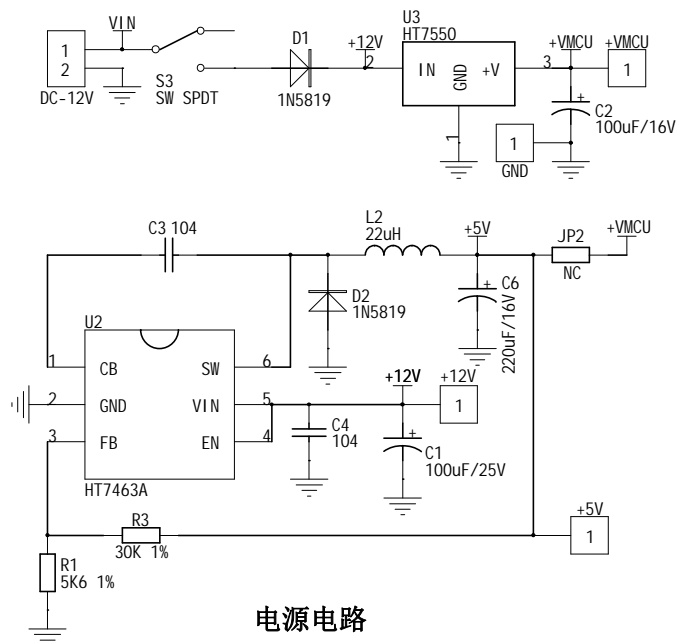 VIN
1
2
DC-12V
S3
SW SPDT
D1
1N5819
+12V
2
U3
HT7550
IN
GND
+V
1
3
+VMCU
+VMCU
1
C2
100uF/16V
1
GND
C3 104
L2
22uH
+5V
JP2
NC
+VMCU
D2
1N5819
C6
220uF/16V
U2
1
CB
SW
6
2
GND
VIN
5
3
FB
EN
4
HT7463A
+12V
+12V
1
C4
104
C1
100uF/25V
R3
30K 1%
+5V
1
R1
5K6 1%
电源电路